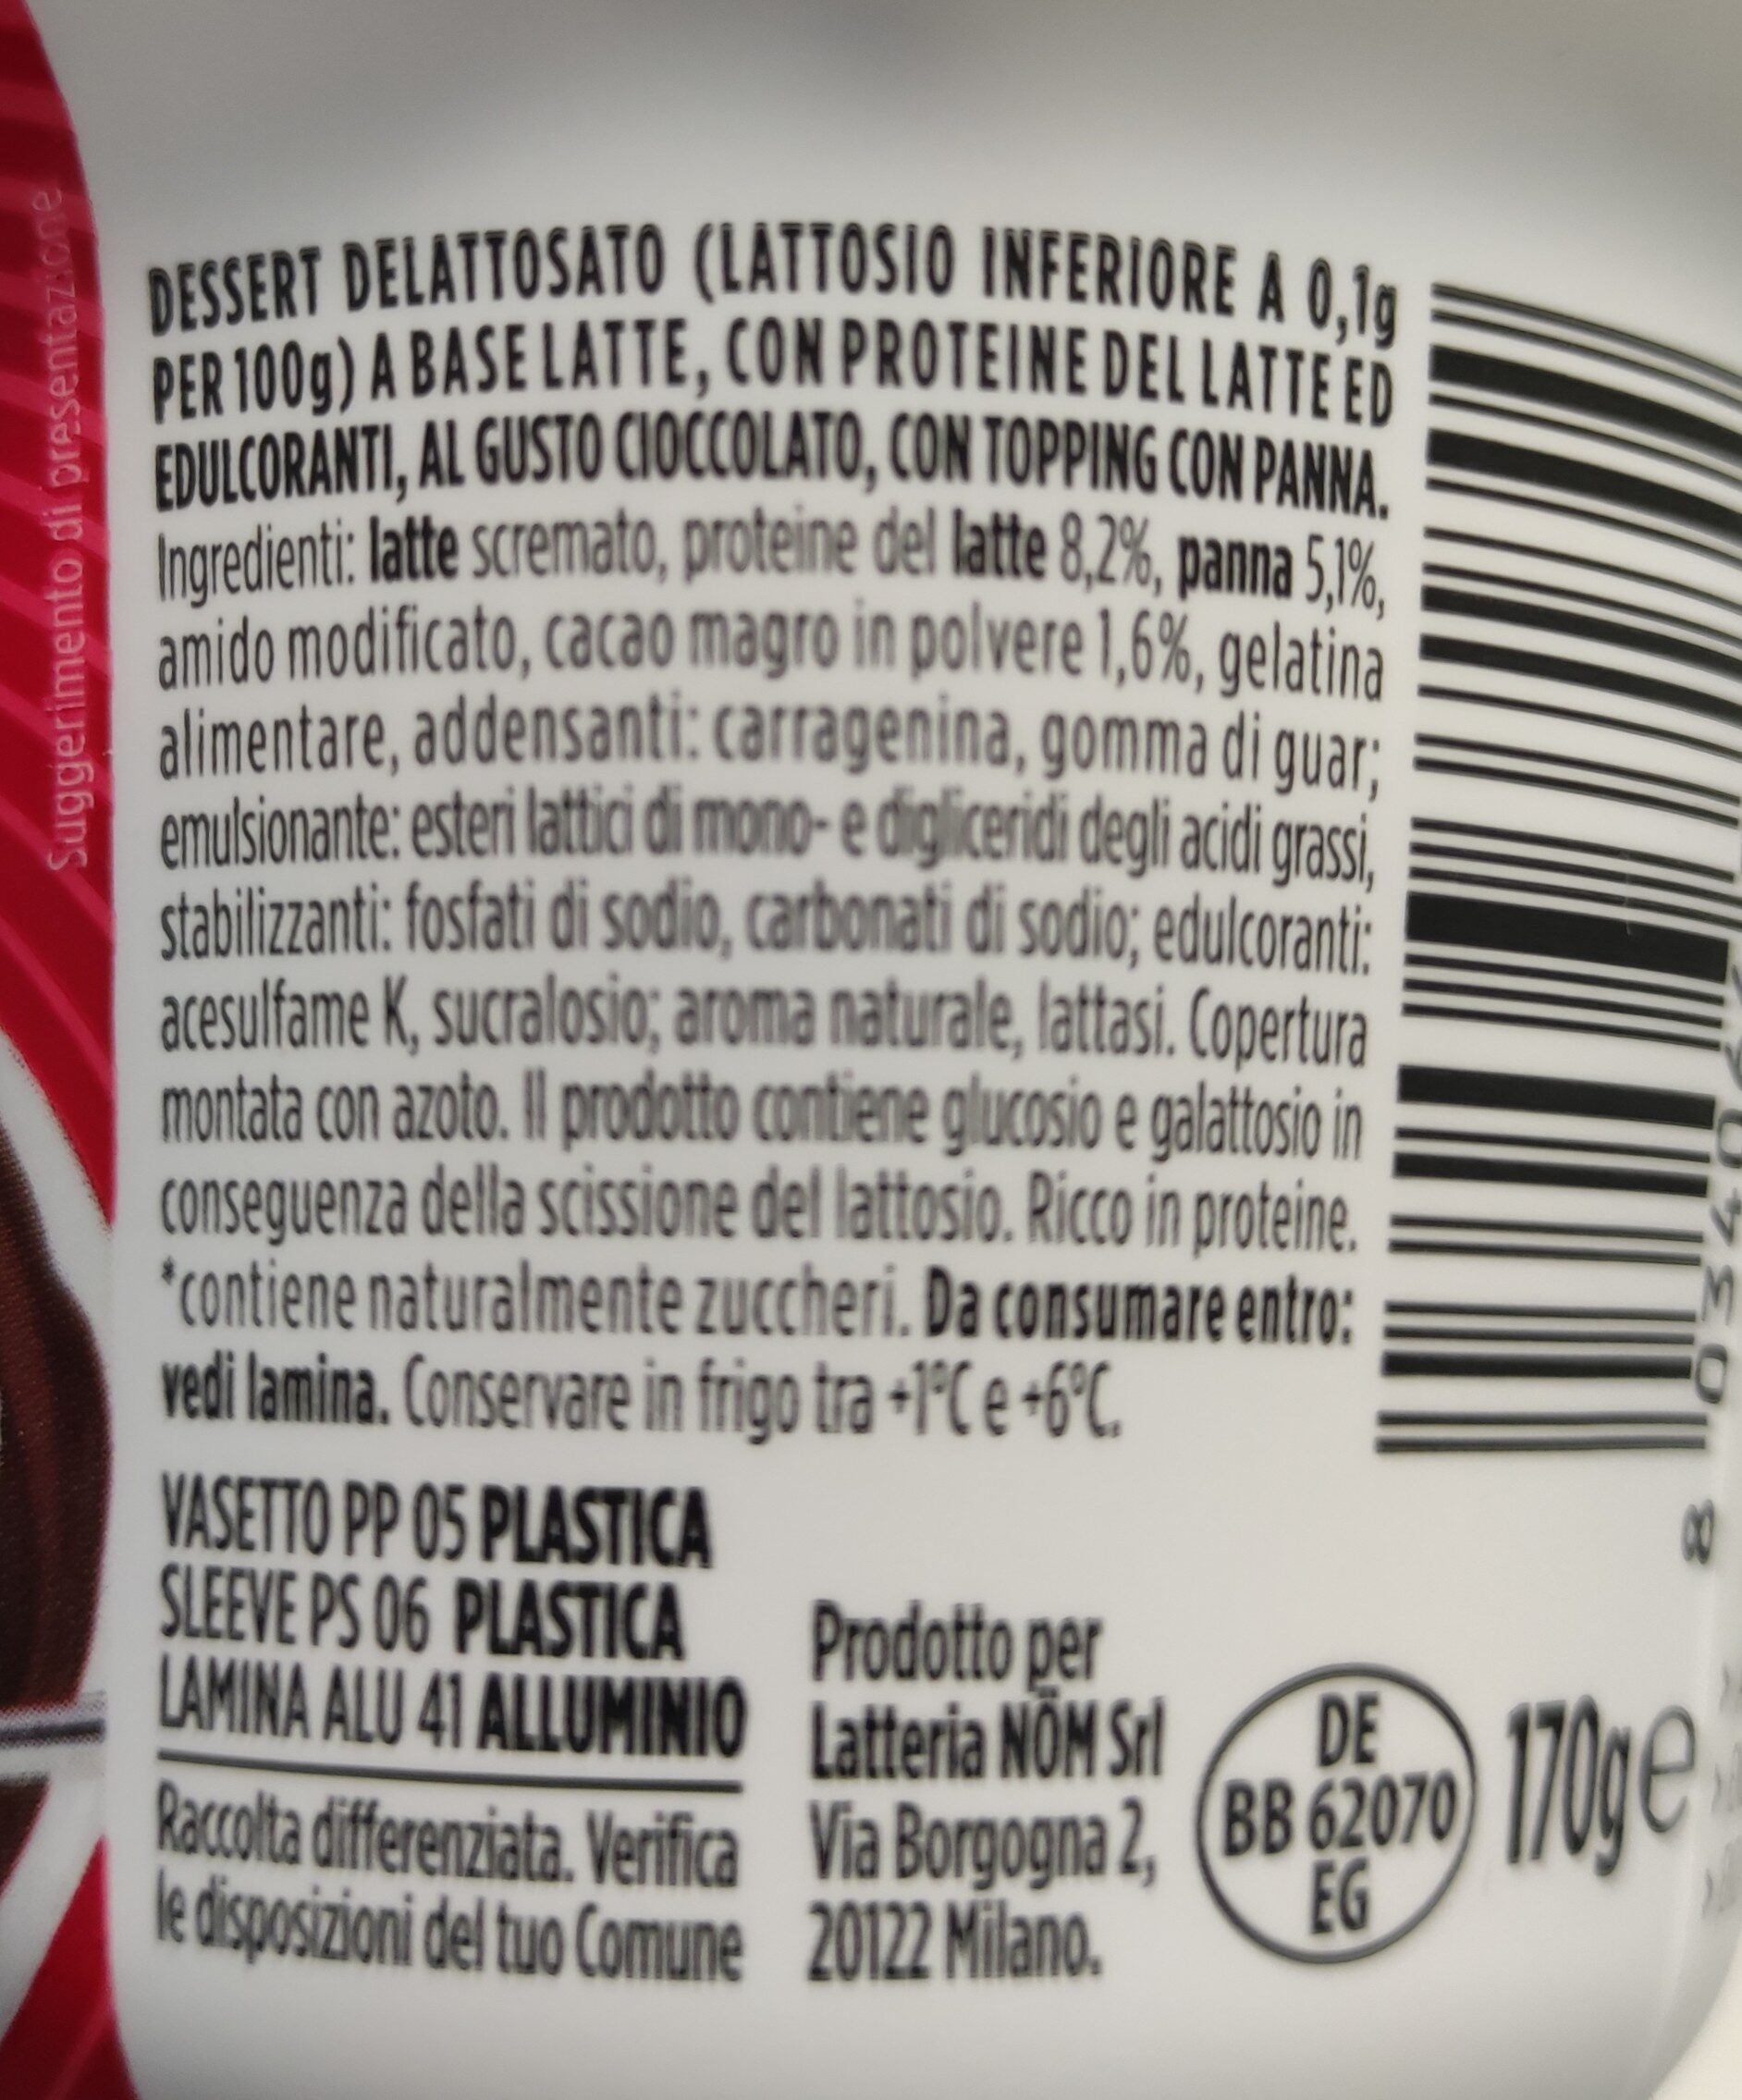 Suggerimento di presentazione
DESSERT DELATTOSATO (LATTOSIO INFERIORE A 0,1g
PER 100g) A BASE LATTE, CON PROTEINE DEL LATTE ED
EDULCORANTI, AL GUSTO CIOCCOLATO, CON TOPPING CON PANNA.
Ingredienti: latte scremato, proteine del latte 8,2%, panna 5,1%,
amido modificato, cacao magro in polvere 1,6%, gelatina
alimentare, addensanti: carragenina, gomma di guar;
emulsionante: esteri lattici di mono- e digliceridi degli acidi grassi,
stabilizzanti: fosfati di sodio, carbonati di sodio; edulcoranti:
acesulfame K, sucralosio; aroma naturale, lattasi. Copertura
montata con azoto. Il prodotto contiene glucosio e galattosio in
conseguenza della scissione del lattosio. Ricco in proteine.
*contiene naturalmente zuccheri. Da consumare entro:
vedi lamina. Conservare in frigo tra +1°C e +6°C.
VASETTO PP 05 PLASTICA
SLEEVE PS 06 PLASTICA
LAMINA ALU 41 ALLUMINIO
Raccolta differenziata. Verifica
le disposizioni del tuo Comune
Prodotto per
Latteria NÖM Srl
Via Borgogna 2,
20122 Milano.
DE
BB 62070
EG
170g e